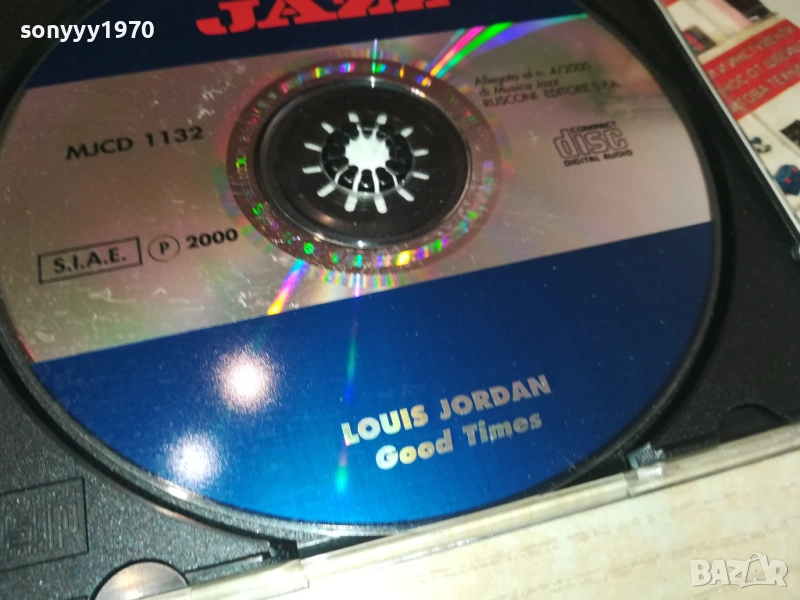 sonyyy1970
JAZZ
Allegato al n. 4/2000
di Musica Jazz
RUSCONI EDITORE S.P.A.
MJCD 1132
COMPACT
disc
DIGITAL AUDIO
S.I.A.E. P 2000
LOUIS JORDAN
Good Times
BAZAR